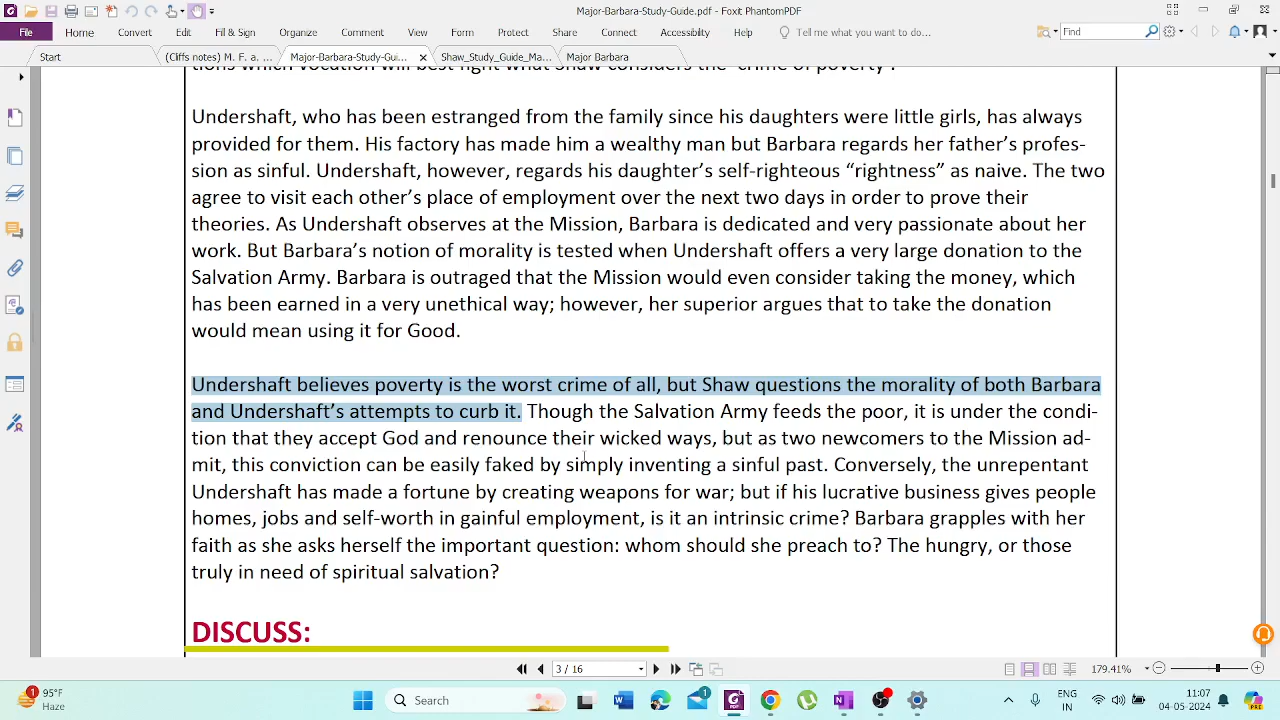 Major-Barbara-Study-Guide.pdf - Foxit PhantomPDF
File Home Convert Edit Fill & Sign Organize Comment View Form Protect Share Connect Accessibility Help Tell me what you want to do... Find
Start (Cliffs notes) M. F. a. ... Major-Barbara-Study-Gui... Shaw_Study_Guide_Ma... Major Barbara
Undershaft, who has been estranged from the family since his daughters were little girls, has always
provided for them. His factory has made him a wealthy man but Barbara regards her father's profes-
sion as sinful. Undershaft, however, regards his daughter's self-righteous “rightness” as naive. The two
agree to visit each other's place of employment over the next two days in order to prove their
theories. As Undershaft observes at the Mission, Barbara is dedicated and very passionate about her
work. But Barbara's notion of morality is tested when Undershaft offers a very large donation to the
Salvation Army. Barbara is outraged that the Mission would even consider taking the money, which
has been earned in a very unethical way; however, her superior argues that to take the donation
would mean using it for Good.
Undershaft believes poverty is the worst crime of all, but Shaw questions the morality of both Barbara
and Undershaft's attempts to curb it. Though the Salvation Army feeds the poor, it is under the condi-
tion that they accept God and renounce their wicked ways, but as two newcomers to the Mission ad-
mit, this conviction can be easily faked by simply inventing a sinful past. Conversely, the unrepentant
Undershaft has made a fortune by creating weapons for war; but if his lucrative business gives people
homes, jobs and self-worth in gainful employment, is it an intrinsic crime? Barbara grapples with her
faith as she asks herself the important question: whom should she preach to? The hungry, or those
truly in need of spiritual salvation?
DISCUSS:
3 / 16 179.41%
1 95°F Haze Search ENG IN 11:07 04-05-2024